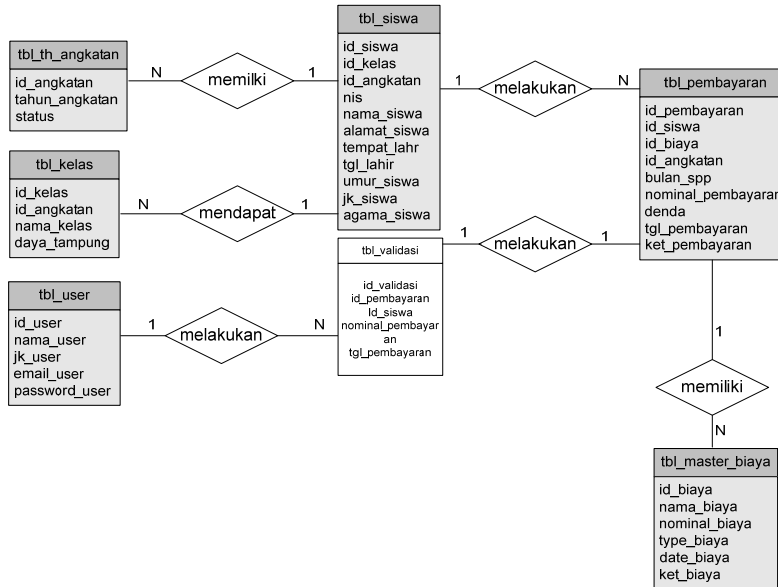 tbl_th_angkatan
id_angkatan
tahun_angkatan
status
N
memilki
1
tbl_siswa
id_siswa
id_kelas
id_angkatan
nis
nama_siswa
alamat_siswa
tempat_lahr
tgl_lahir
umur_siswa
jk_siswa
agama_siswa
1
melakukan
N
tbl_pembayaran
id_pembayaran
id_siswa
id_biaya
id_angkatan
bulan_spp
nominal_pembayaran
denda
tgl_pembayaran
ket_pembayaran
tbl_kelas
id_kelas
id_angkatan
nama_kelas
daya_tampung
N
mendapat
1
tbl_validasi
id_validasi
id_pembayaran
Id_siswa
nominal_pembayar
an
tgl_pembayaran
1
melakukan
1
tbl_user
id_user
nama_user
jk_user
email_user
password_user
1
melakukan
N
1
memiliki
N
tbl_master_biaya
id_biaya
nama_biaya
nominal_biaya
type_biaya
date_biaya
ket_biaya